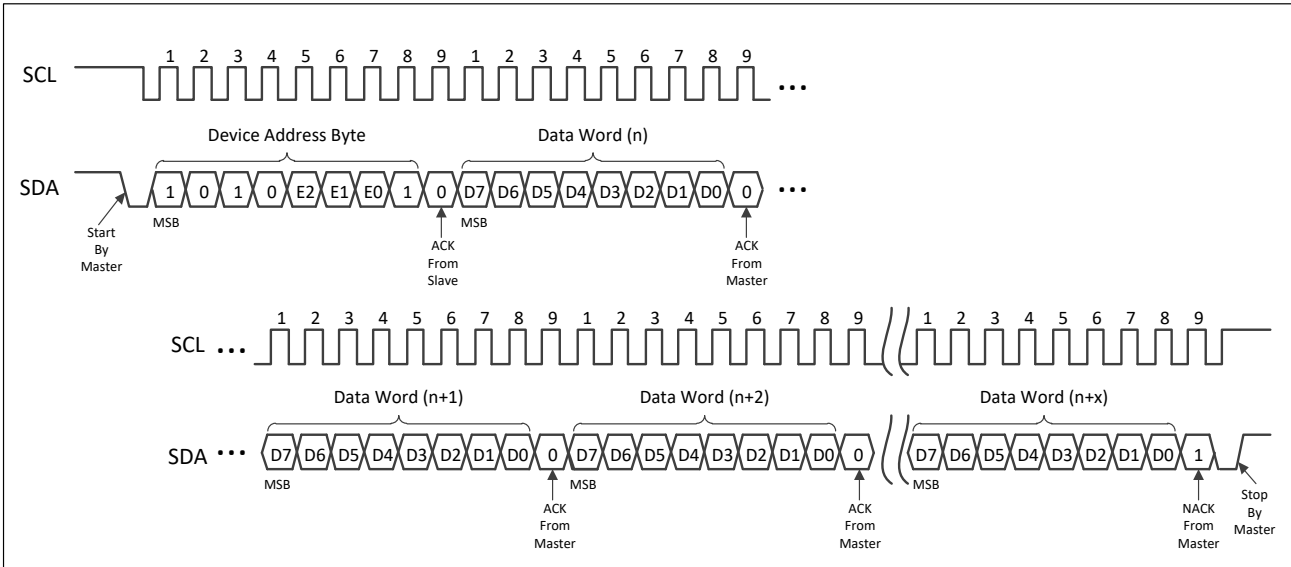 1 2 3 4 5 6 7 8 9 1 2 3 4 5 6 7 8 9
SCL ...
Device Address Byte Data Word (n)
SDA 1 0 1 0 E2 E1 E0 1 0 D7 D6 D5 D4 D3 D2 D1 D0 0 ...
MSB MSB
Start
By
Master
ACK
From
Slave
ACK
From
Master
1 2 3 4 5 6 7 8 9 1 2 3 4 5 6 7 8 9 1 2 3 4 5 6 7 8 9
SCL ...
Data Word (n+1) Data Word (n+2) Data Word (n+x)
SDA ... D7 D6 D5 D4 D3 D2 D1 D0 0 D7 D6 D5 D4 D3 D2 D1 D0 0 D7 D6 D5 D4 D3 D2 D1 D0 1
MSB MSB MSB
ACK
From
Master
ACK
From
Master
NACK
From
Master
Stop
By
Master